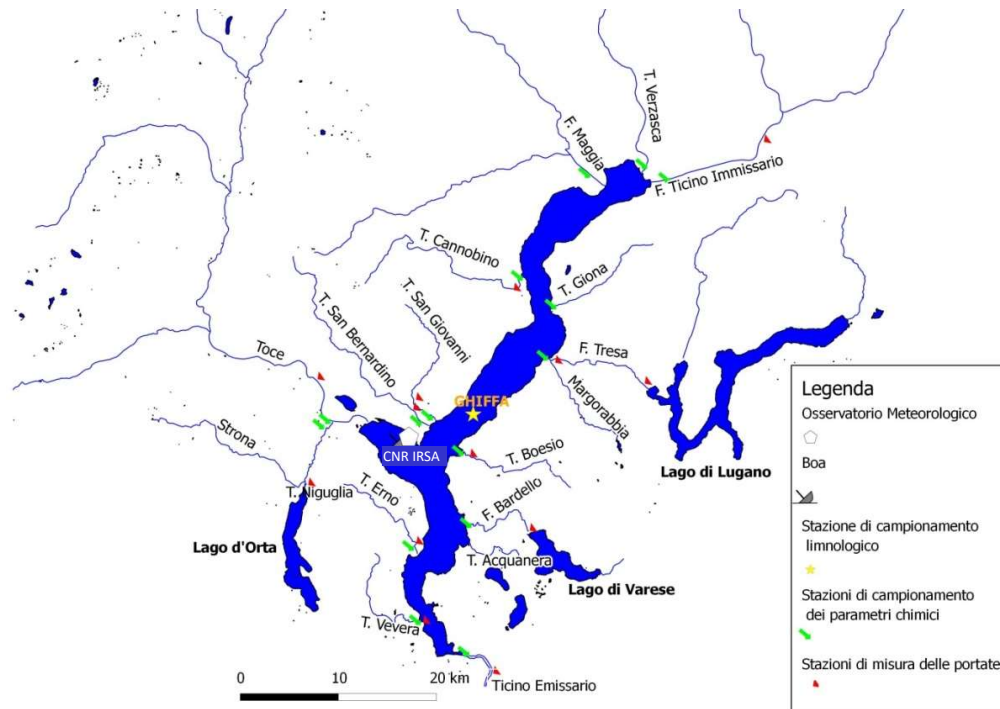 T. Verzasca
F. Maggia
F. Ticino Immissario
T. Cannobino
T. Giona
T. San Giovanni
T. San Bernardino
Toce
F. Tresa
Margorabbia
GHIFFA
Strona
CNR IRSA
T. Boesio
Lago di Lugano
T. Niguglia
T. Erno
F. Bardello
Lago d'Orta
T. Acquanera
Lago di Varese
T. Vevera
Ticino Emissario
0
10
20 km
Legenda
Osservatorio Meteorologico
Boa
Stazione di campionamento
limnologico
Stazioni di campionamento
dei parametri chimici
Stazioni di misura delle portate